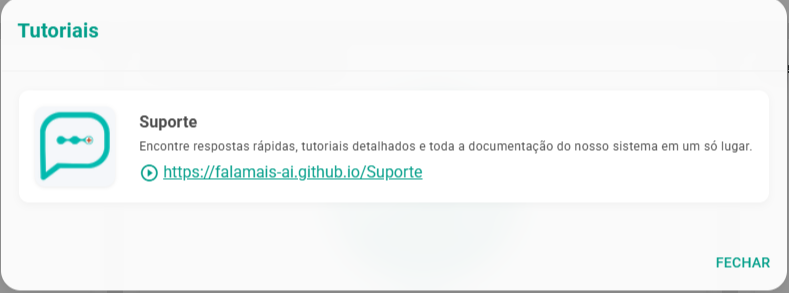 Tutoriais
Suporte
Encontre respostas rápidas, tutoriais detalhados e toda a documentação do nosso sistema em um só lugar.
https://falamais-ai.github.io/Suporte
FECHAR